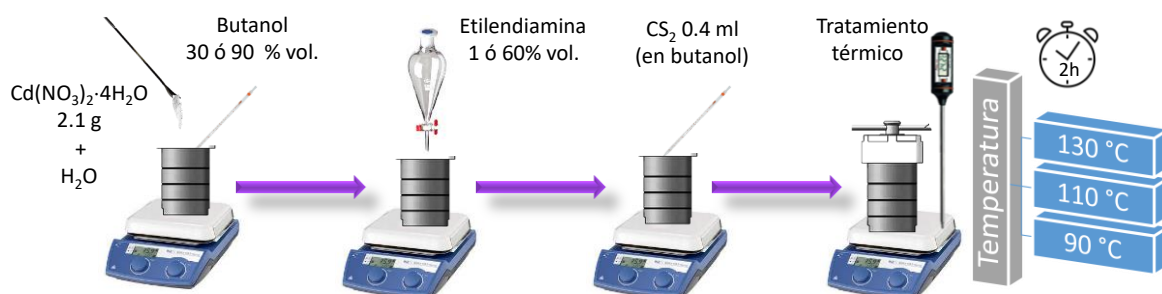 Butanol
30 ó 90 % vol.
Cd(NO₃)₂·4H₂O
2.1 g
+
H₂O
Etilendiamina
1 ó 60% vol.
CS₂ 0.4 ml
(en butanol)
Tratamiento
térmico
2h
Temperatura
130 °C
110 °C
90 °C